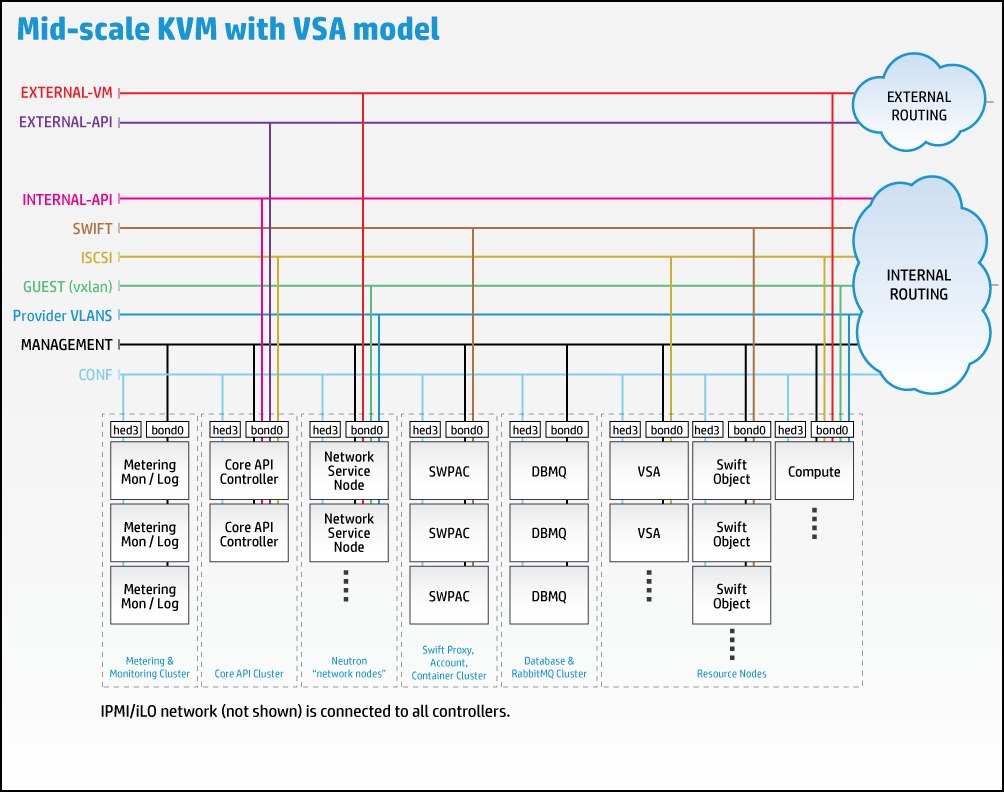 Mid-scale KVM with VSA model
EXTERNAL-VM
EXTERNAL-API
EXTERNAL
ROUTING
INTERNAL-API
SWIFT
ISCSI
GUEST (vxlan)
Provider VLANS
MANAGEMENT
CONF
INTERNAL
ROUTING
hed3 bond0 hed3 bond0 hed3 bond0 hed3 bond0 hed3 bond0 hed3 bond0 hed3 bond0 hed3 bond0
Metering
Mon / Log
Core API
Controller
Network
Service
Node
SWPAC
DBMQ
VSA
Swift
Object
Compute
Metering
Mon / Log
Core API
Controller
Network
Service
Node
SWPAC
DBMQ
VSA
Swift
Object
Metering
Mon / Log
SWPAC
DBMQ
Swift
Object
Metering &
Monitoring Cluster
Core API Cluster
Neutron
“network nodes”
Swift Proxy,
Account,
Container Cluster
Database &
RabbitMQ Cluster
Resource Nodes
IPMI/iLO network (not shown) is connected to all controllers.